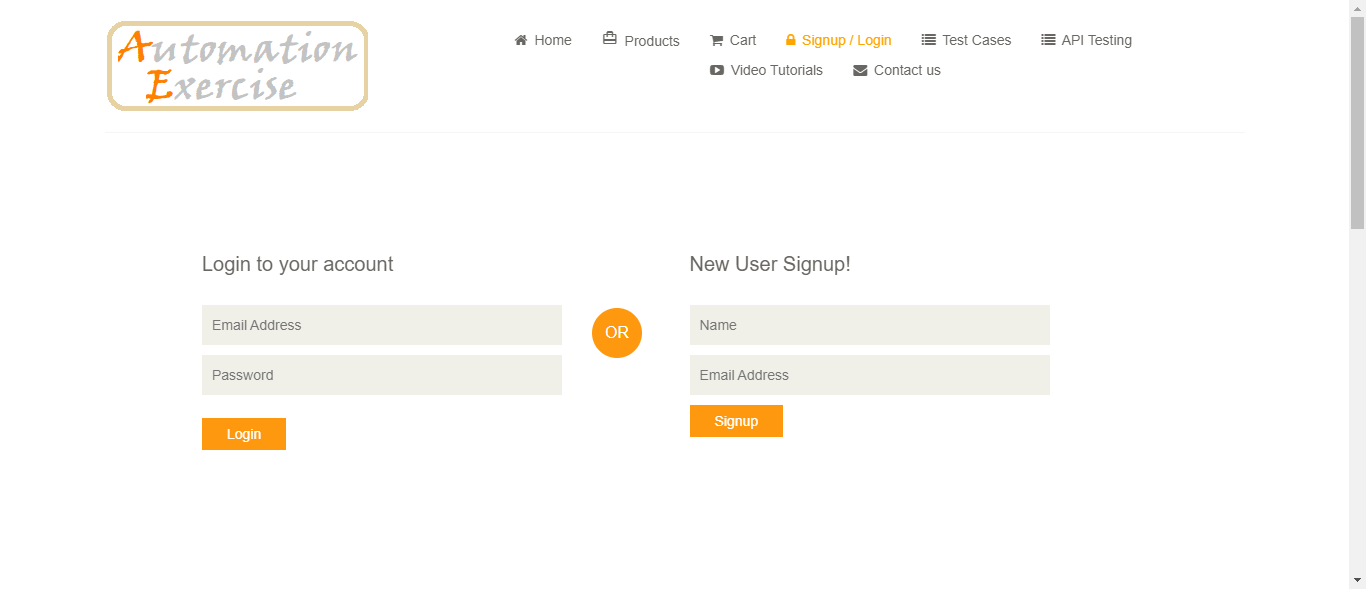 Automation
Exercise
Home Products Cart Signup / Login Test Cases API Testing
Video Tutorials Contact us
Login to your account
Email Address
Password
Login
OR
New User Signup!
Name
Email Address
Signup